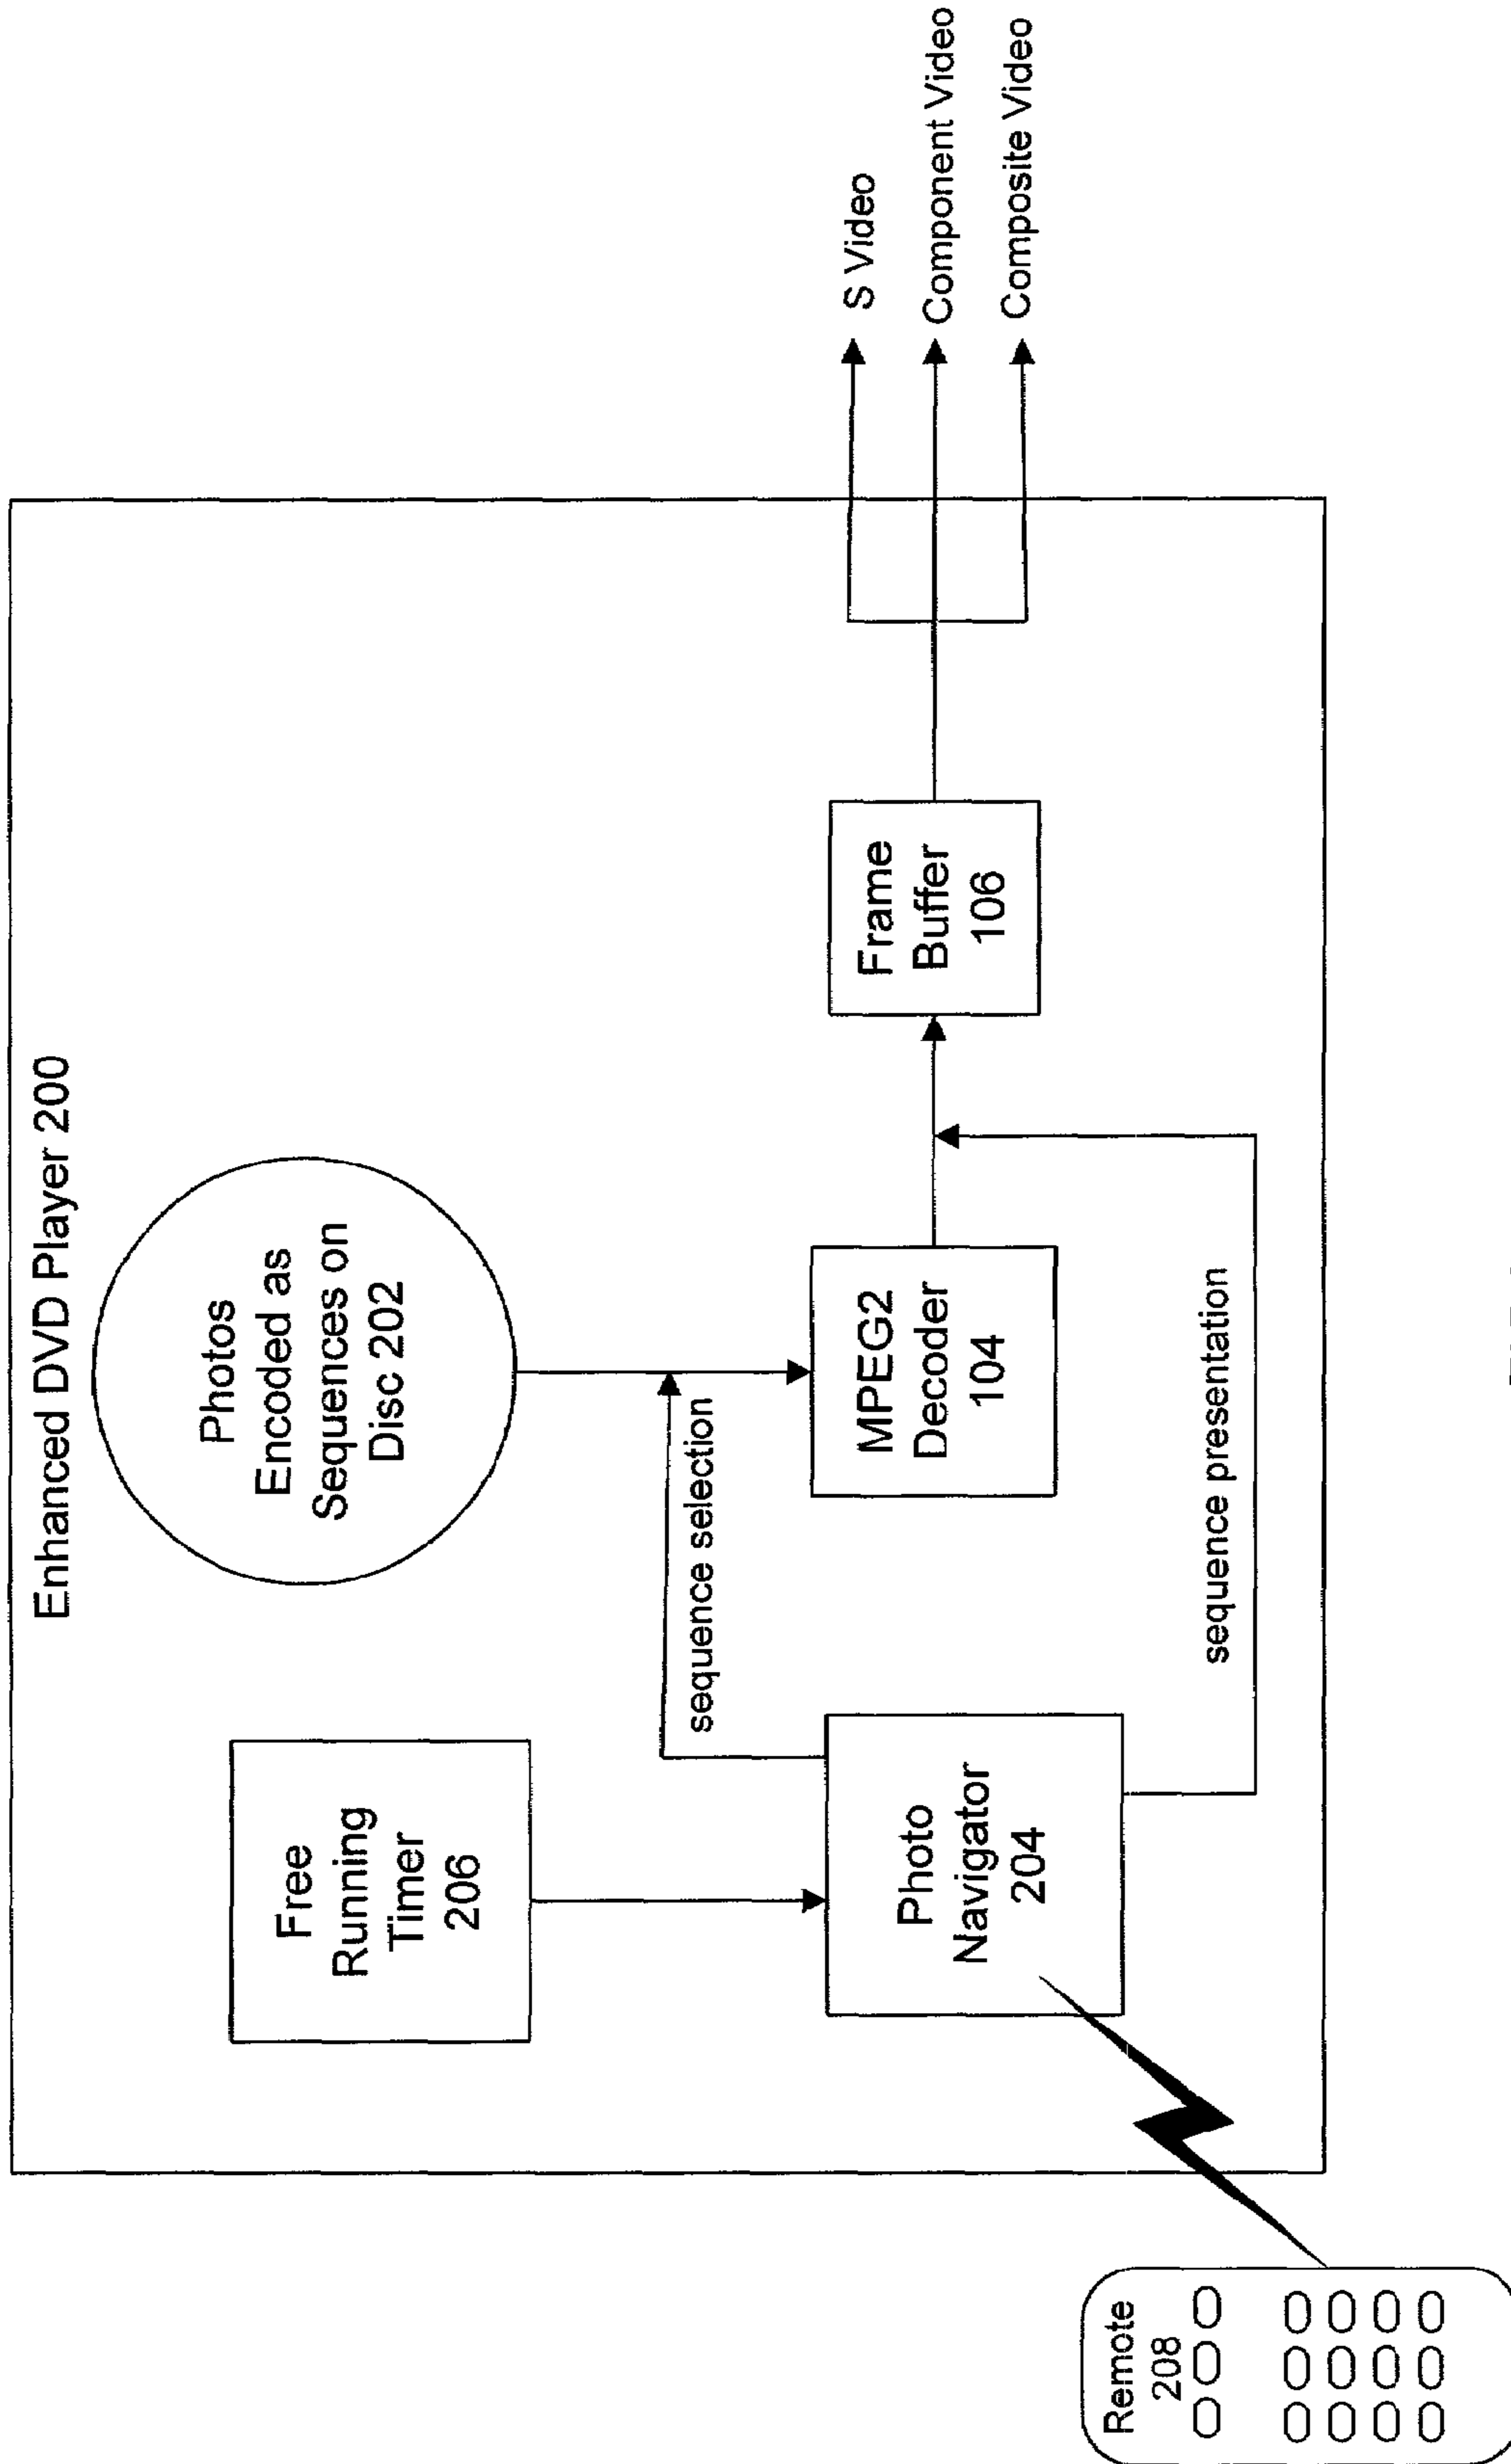 Enhanced DVD Player 200
Photos
Encoded as
Sequences on
Disc 202
Free
Running
Timer
206
sequence selection
Photo
Navigator
204
MPEG2
Decoder
104
Frame
Buffer
106
sequence presentation
S Video
Component Video
Composite Video
Remote
208